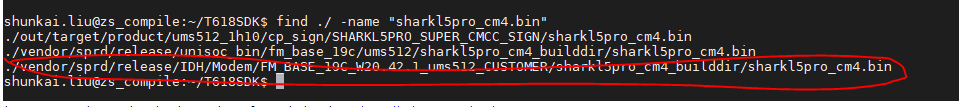 shunkai.liu@zs_compile:~/T618SDK$ find ./ -name "sharkl5pro_cm4.bin"
./out/target/product/ums512_1h10/cp_sign/SHARKL5PRO_SUPER_CMCC_SIGN/sharkl5pro_cm4.bin
./vendor/sprd/release/unisoc_bin/fm_base_19c/ums512/sharkl5pro_cm4_builddir/sharkl5pro_cm4.bin
./vendor/sprd/release/IDH/Modem/FM_BASE_19C_W20.42.1_ums512_CUSTOMER/sharkl5pro_cm4_builddir/sharkl5pro_cm4.bin
shunkai.liu@zs_compile:~/T618SDK$